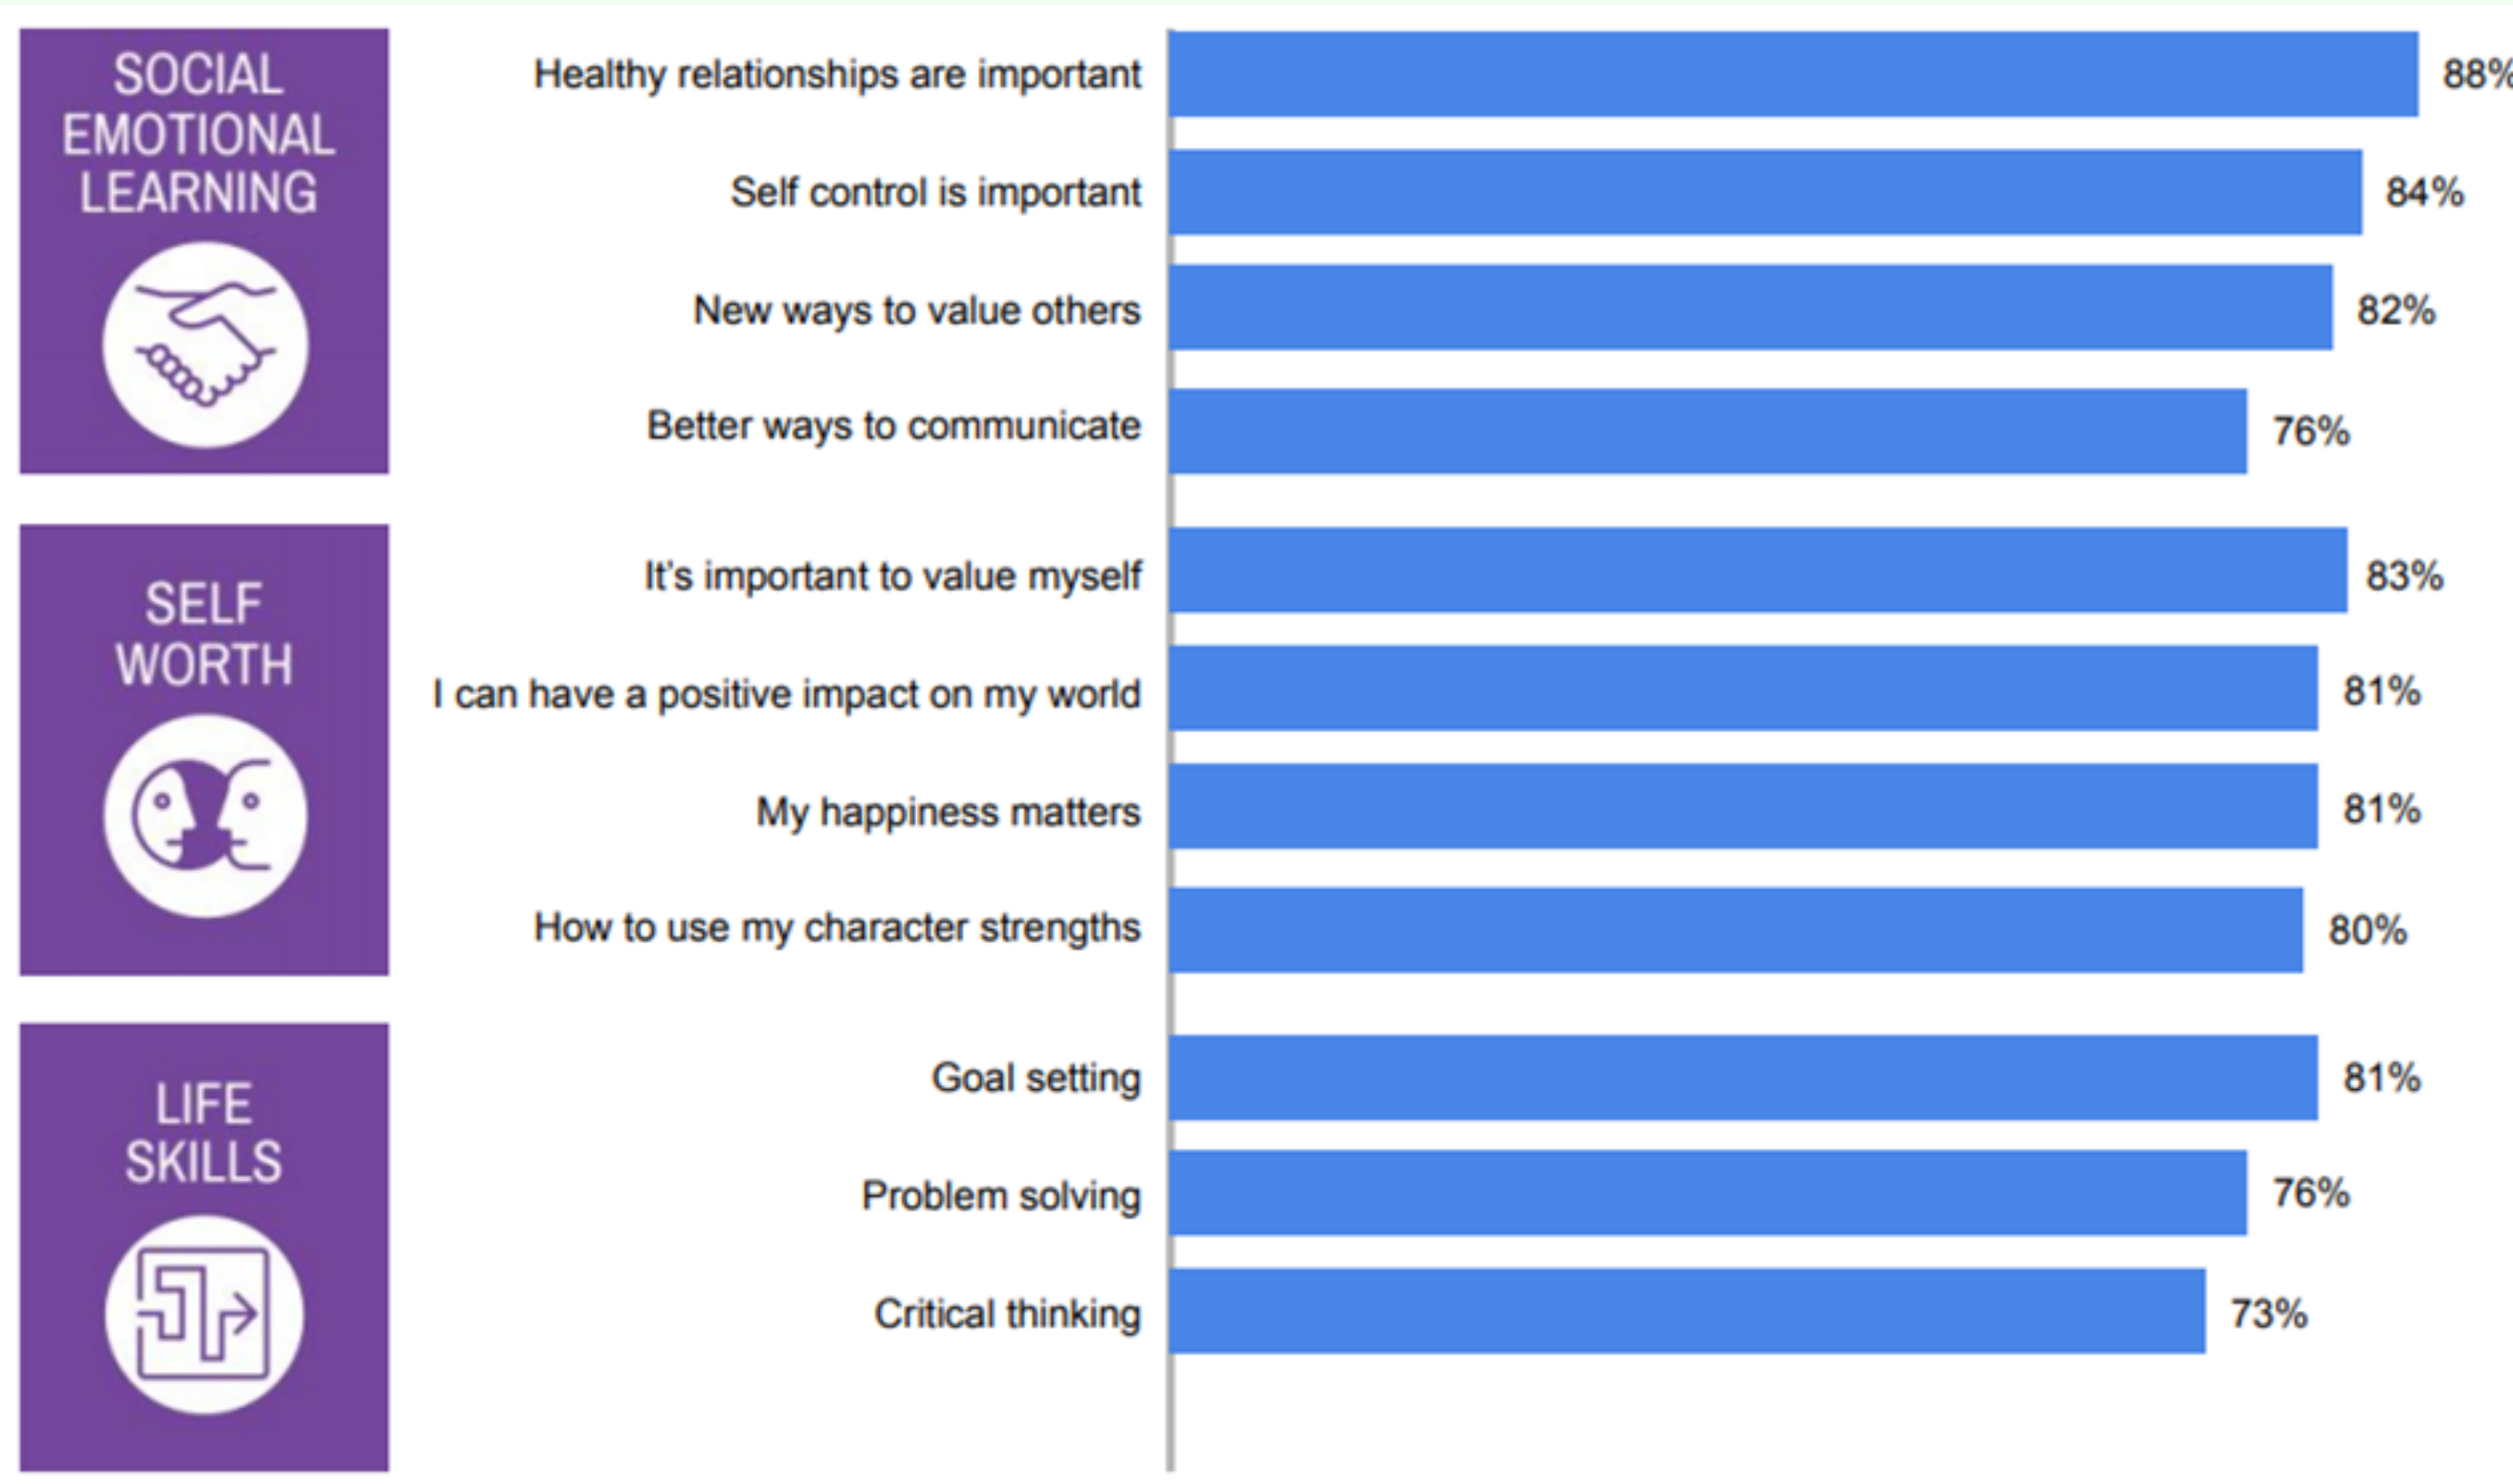 SOCIAL
EMOTIONAL
LEARNING
Healthy relationships are important 88%
Self control is important 84%
New ways to value others 82%
Better ways to communicate 76%
SELF
WORTH
It's important to value myself 83%
I can have a positive impact on my world 81%
My happiness matters 81%
How to use my character strengths 80%
LIFE
SKILLS
Goal setting 81%
Problem solving 76%
Critical thinking 73%